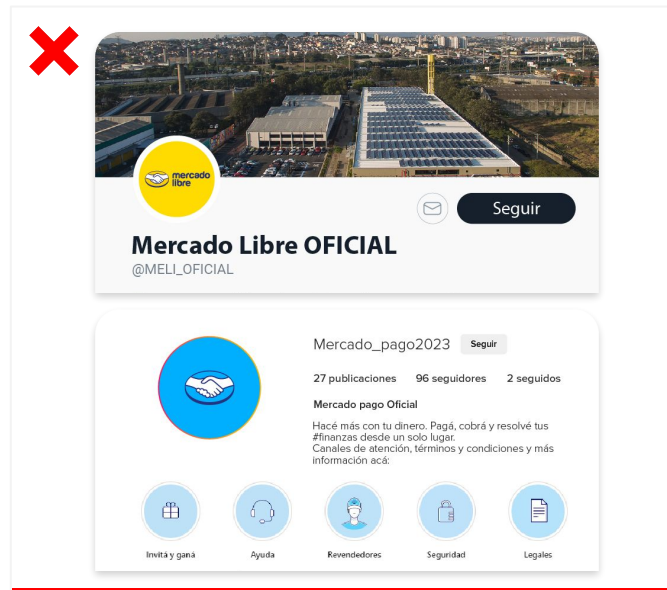 mercado
libre
Seguir
Mercado Libre OFICIAL
@MELI_OFICIAL
Mercado_pago2023 Seguir
27 publicaciones 96 seguidores 2 seguidos
Mercado pago Oficial
Hacé más con tu dinero. Pagá, cobrá y resolvé tus
#finanzas desde un solo lugar.
Canales de atención, términos y condiciones y más
información acá:
Invitá y ganá Ayuda Revendedores Seguridad Legales